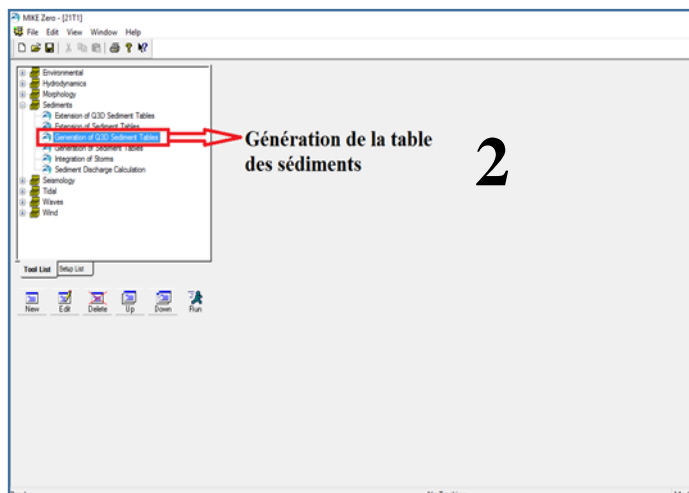 MIKE Zero - [21T1]
File Edit View Window Help
Environmental
Hydrodynamics
Morphology
Sediments
Extension of Q3D Sediment Tables
Extension of Sediment Tables
Generation of Q3D Sediment Tables
Generation of Sediment Tables
Integration of Storms
Sediment Discharge Calculation
Seismology
Tidal
Waves
Wind
Génération de la table
des sédiments
2
Tool List Setup List
New Edit Delete Up Down Run